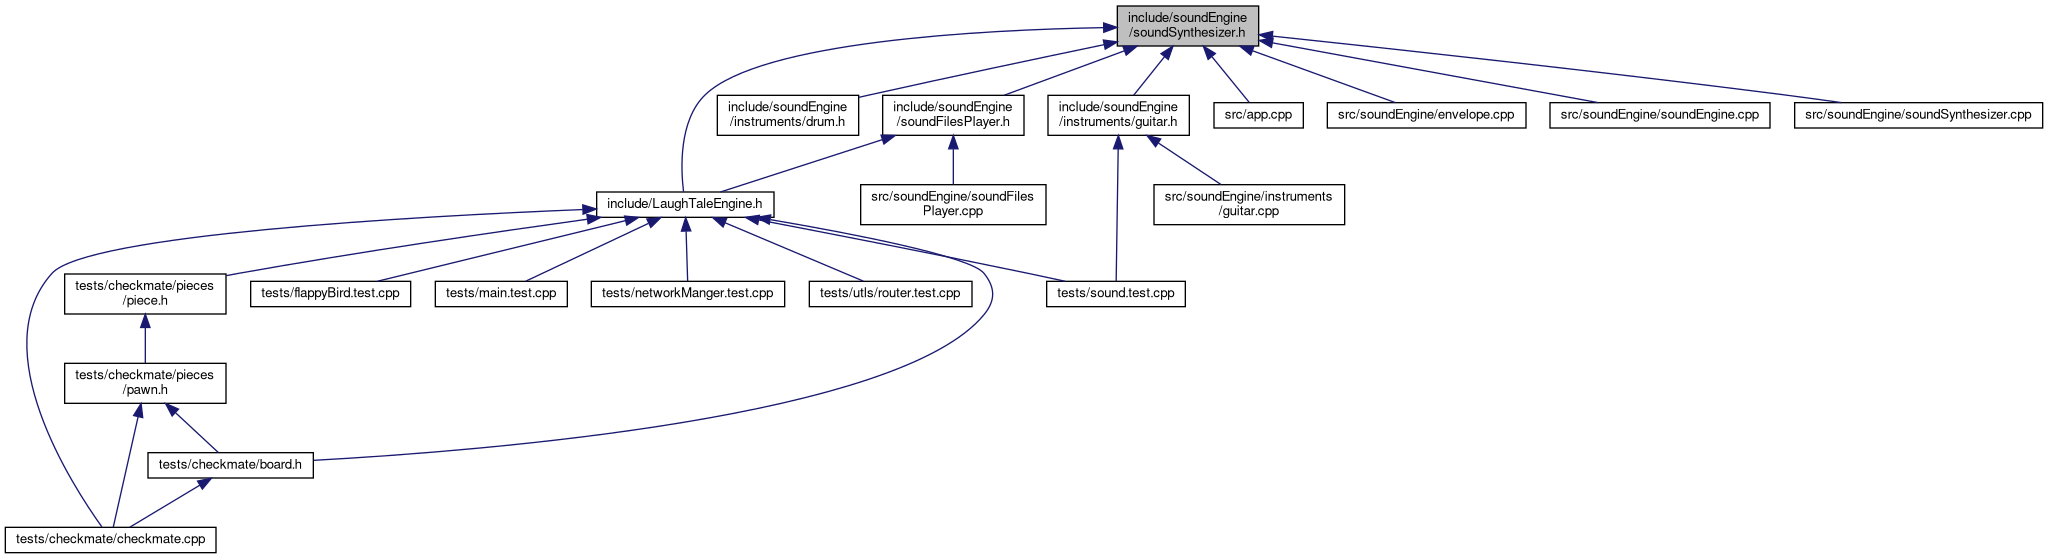 include/soundEngine
/soundSynthesizer.h
include/soundEngine
/instruments/drum.h
include/soundEngine
/soundFilesPlayer.h
include/soundEngine
/instruments/guitar.h
src/app.cpp
src/soundEngine/envelope.cpp
src/soundEngine/soundEngine.cpp
src/soundEngine/soundSynthesizer.cpp
include/LaughTaleEngine.h
src/soundEngine/soundFiles
Player.cpp
src/soundEngine/instruments
/guitar.cpp
tests/checkmate/pieces
/piece.h
tests/flappyBird.test.cpp
tests/main.test.cpp
tests/networkManger.test.cpp
tests/utls/router.test.cpp
tests/sound.test.cpp
tests/checkmate/pieces
/pawn.h
tests/checkmate/board.h
tests/checkmate/checkmate.cpp